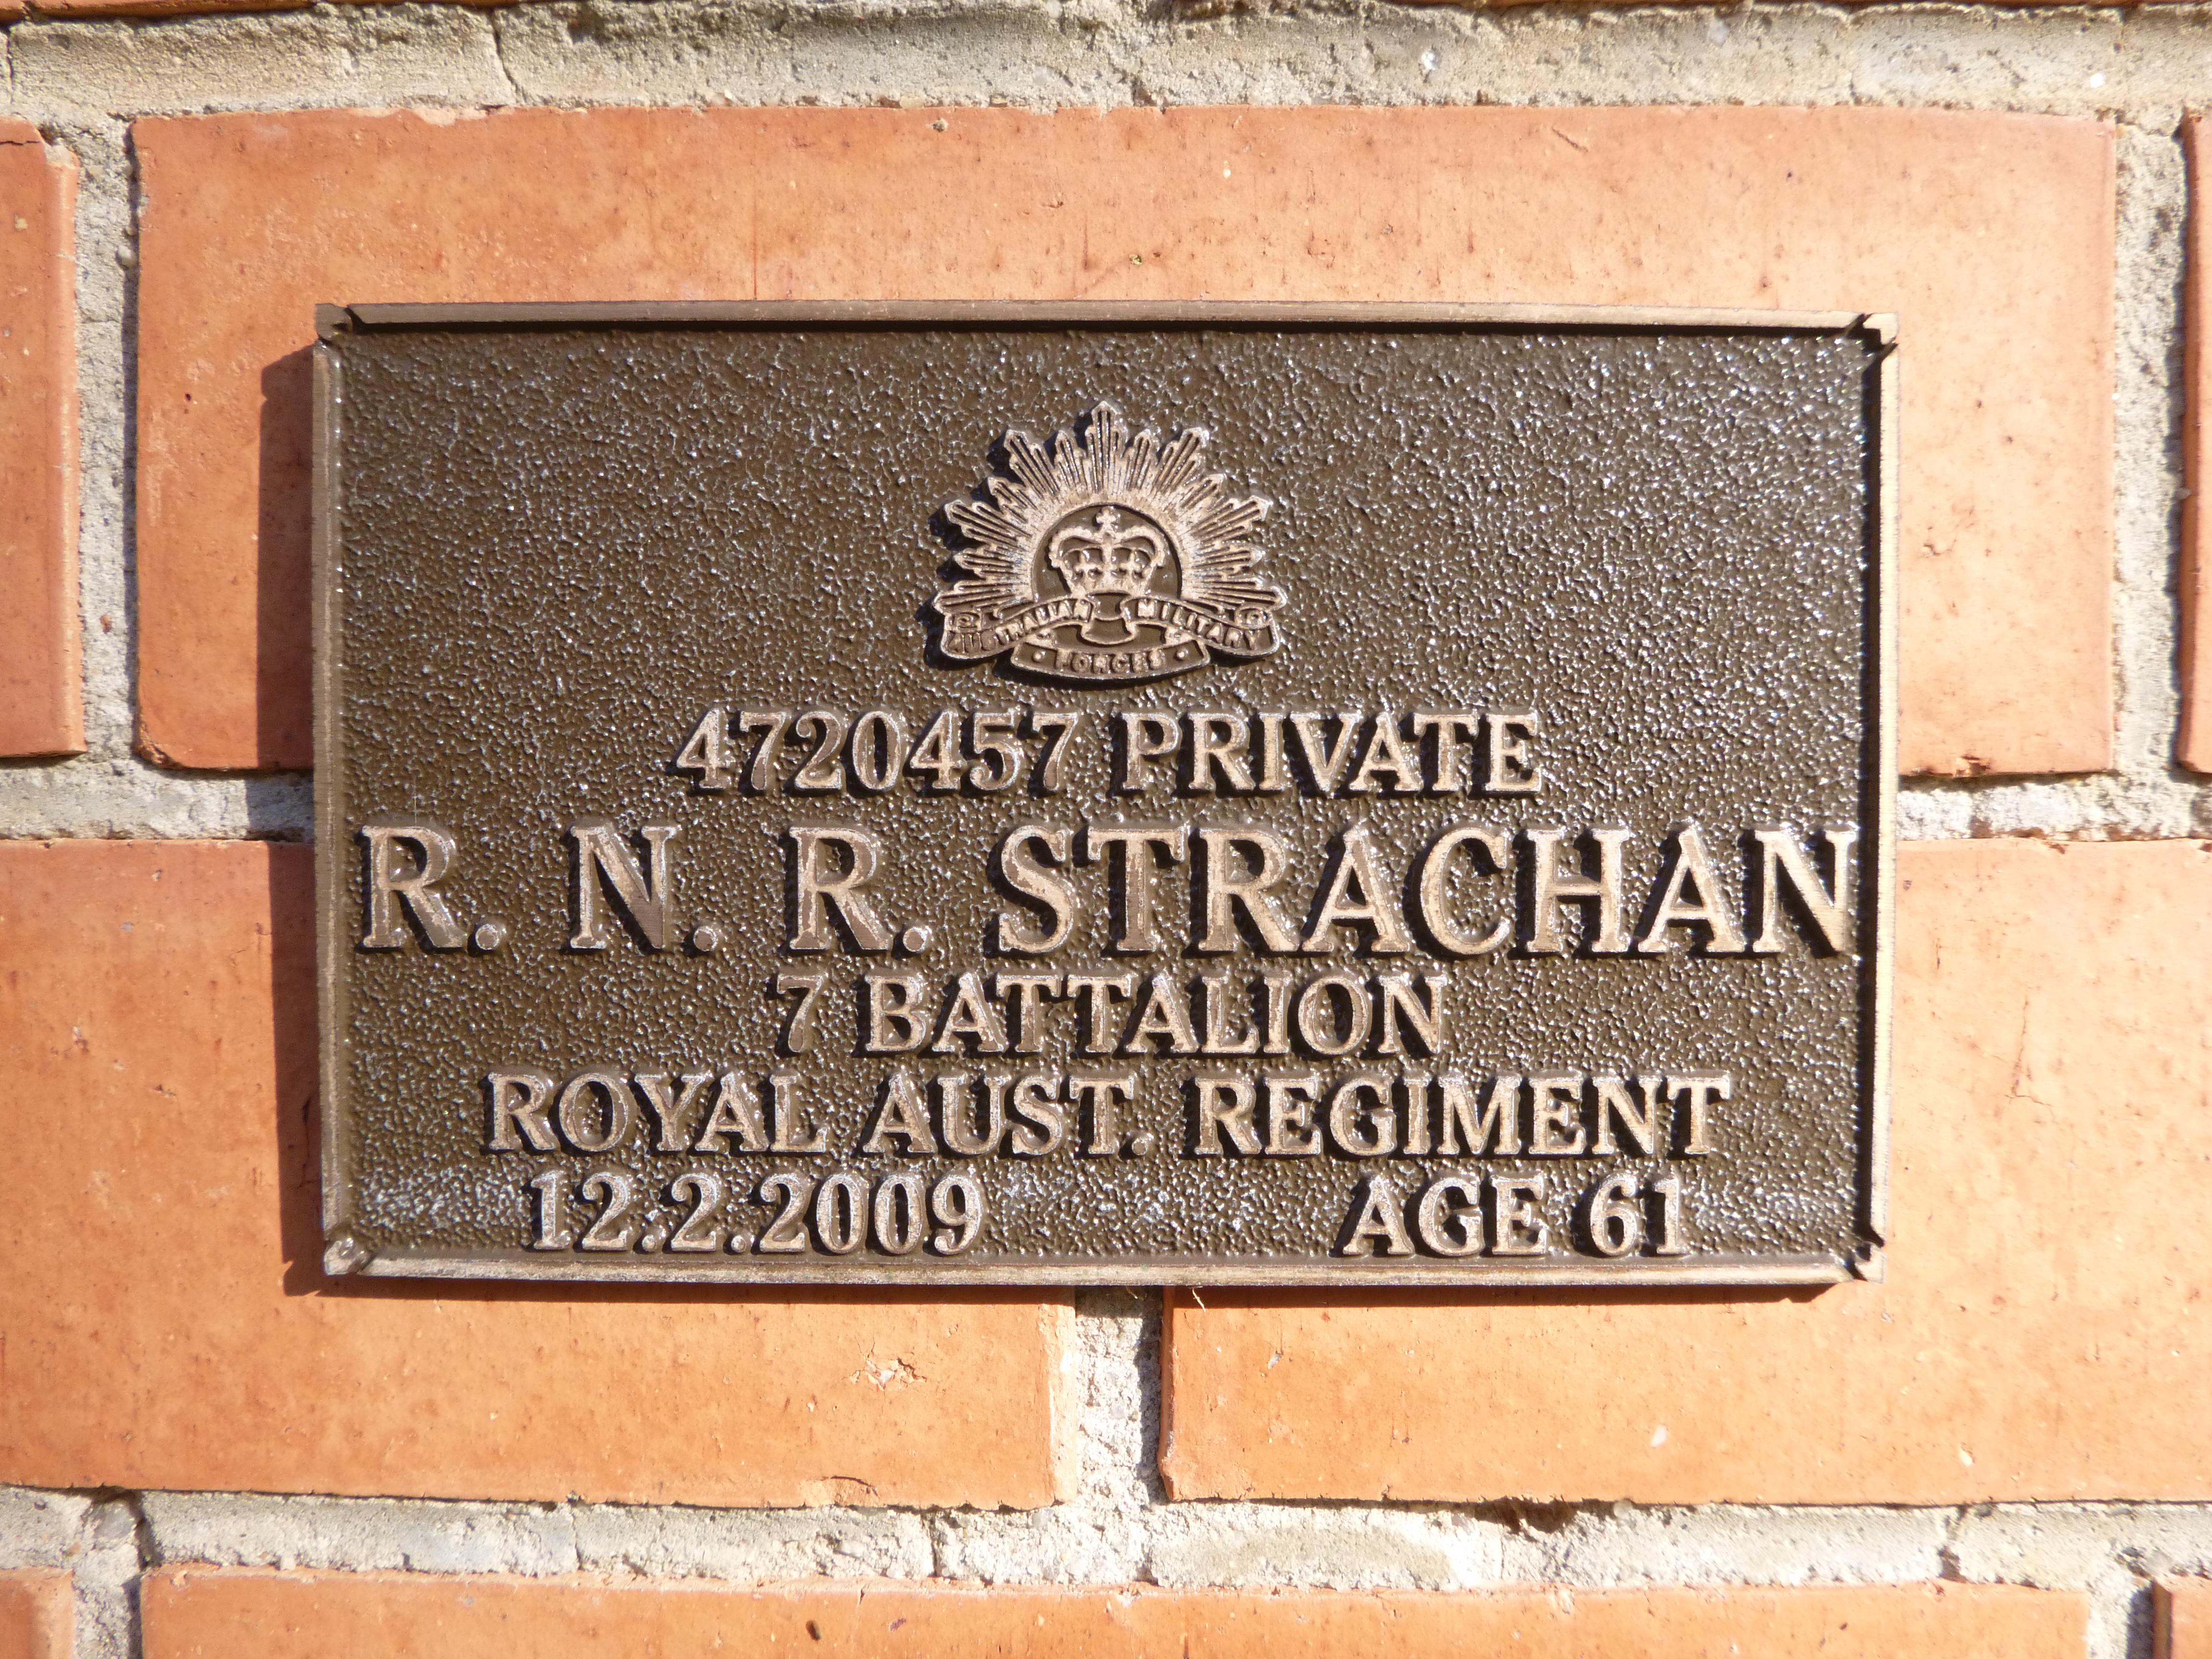 AUSTRALIAN MILITARY
FORCES
4720457 PRIVATE
R. N. R. STRACHAN
7 BATTALION
ROYAL AUST. REGIMENT
12.2.2009 AGE 61